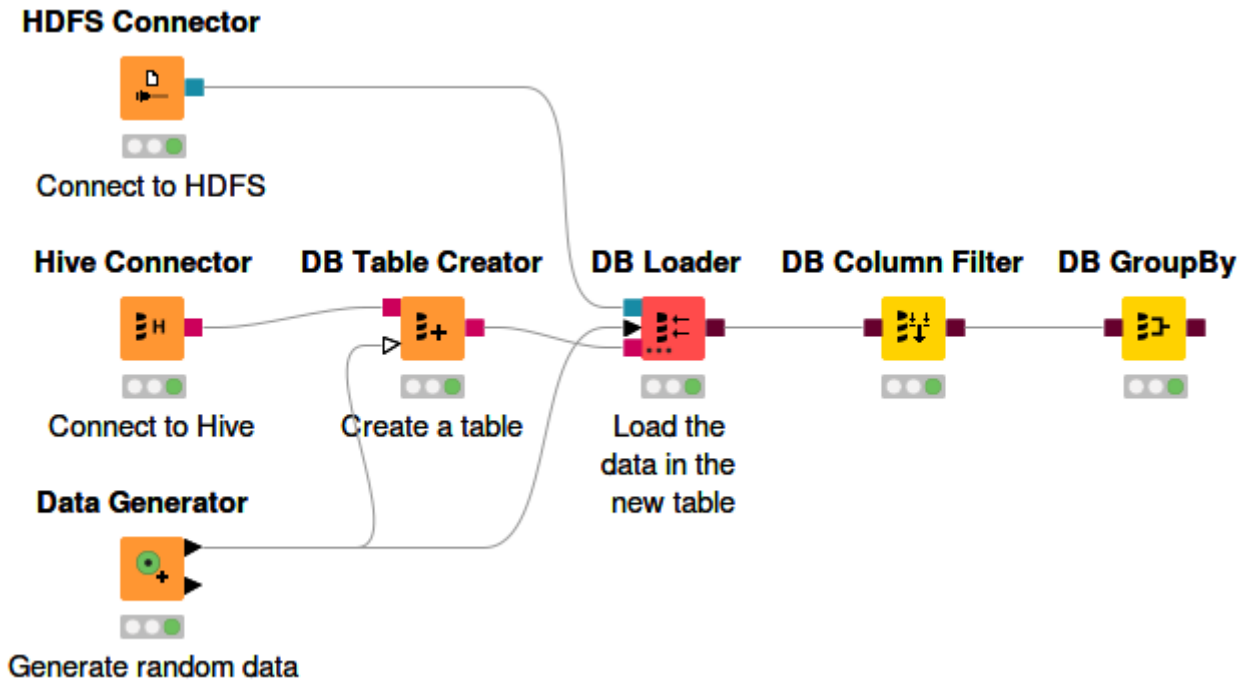 HDFS Connector
Connect to HDFS
Hive Connector
H
Connect to Hive
DB Table Creator
Create a table
DB Loader
Load the
data in the
new table
DB Column Filter
DB GroupBy
Data Generator
Generate random data